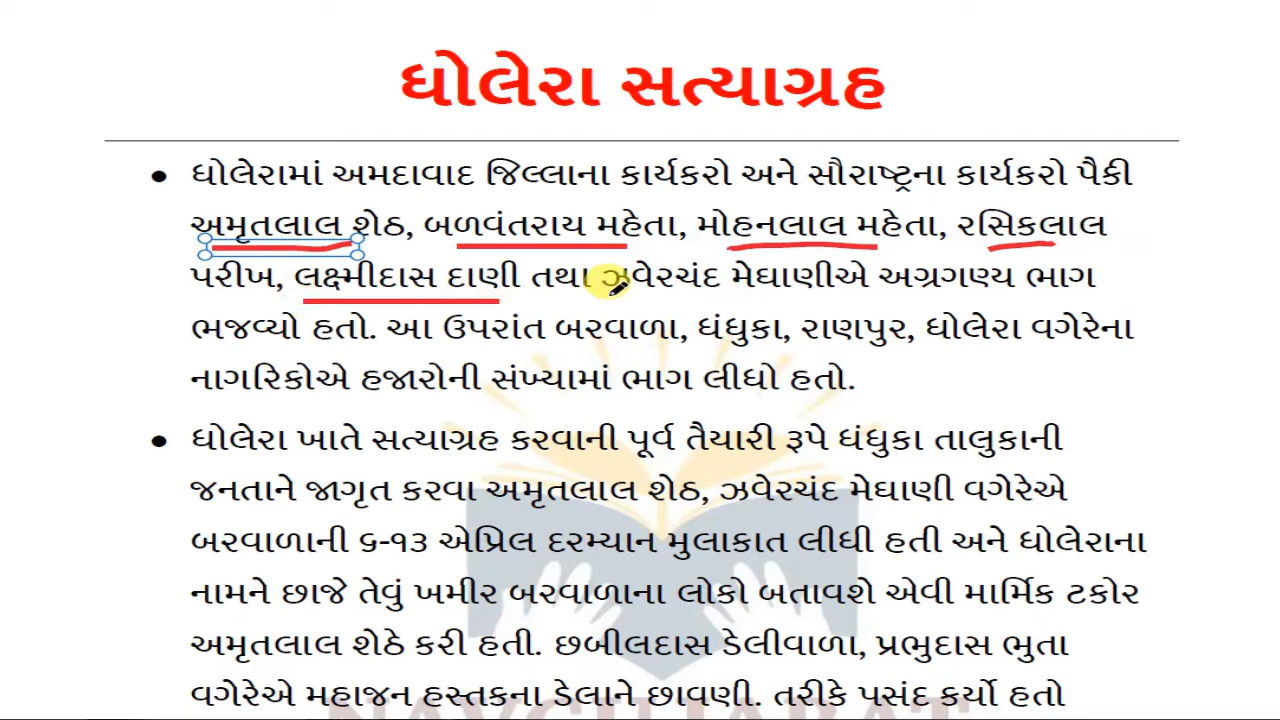 ધોલેરા સત્યાગ્રહ
• ધોલેરામાં અમદાવાદ જિલ્લાના કાર્યકરો અને સૌરાષ્ટ્રના કાર્યકરો પૈકી
અમૃતલાલ શેઠ, બળવંતરાય મહેતા, મોહનલાલ મહેતા, રસિકલાલ
પરીખ, લક્ષ્મીદાસ દાણી તથા ઝવેરચંદ મેઘાણીએ અગ્રગણ્ય ભાગ
ભજવ્યો હતો. આ ઉપરાંત બરવાળા, ધંધુકા, રાણપુર, ધોલેરા વગેરેના
નાગરિકોએ હજારોની સંખ્યામાં ભાગ લીધો હતો.
• ધોલેરા ખાતે સત્યાગ્રહ કરવાની પૂર્વ તૈયારી રૂપે ધંધુકા તાલુકાની
જનતાને જાગૃત કરવા અમૃતલાલ શેઠ, ઝવેરચંદ મેઘાણી વગેરેએ
બરવાળાની ૬-૧૩ એપ્રિલ દરમ્યાન મુલાકાત લીધી હતી અને ધોલેરાના
નામને છાજે તેવું ખમીર બરવાળાના લોકો બતાવશે એવી માર્મિક ટકોર
અમૃતલાલ શેઠે કરી હતી. છબીલદાસ ડેલીવાળા, પ્રભુદાસ ભુતા
વગેરેએ મહાજન હસ્તકના ડેલાને છાવણી. તરીકે પસંદ કર્યો હતો